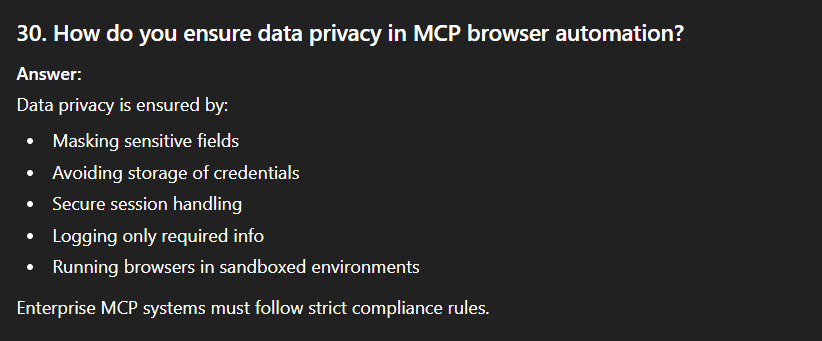 30. How do you ensure data privacy in MCP browser automation?
Answer:
Data privacy is ensured by:
• Masking sensitive fields
• Avoiding storage of credentials
• Secure session handling
• Logging only required info
• Running browsers in sandboxed environments
Enterprise MCP systems must follow strict compliance rules.